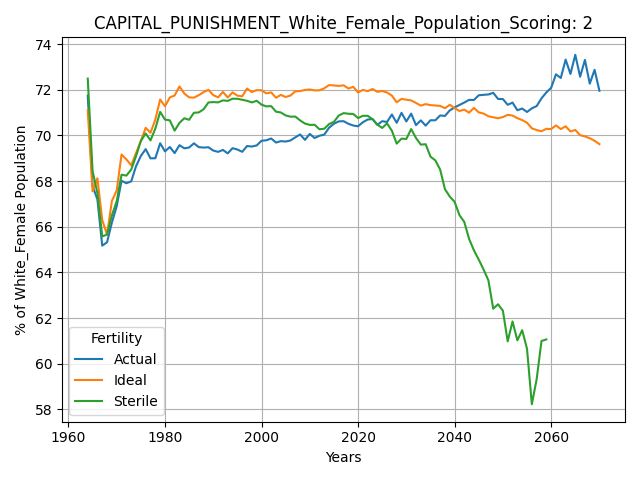 CAPITAL_PUNISHMENT_White_Female_Population_Scoring: 2
% of White_Female Population
74
72
70
68
66
64
62
60
58
Fertility
Actual
Ideal
Sterile
1960
1980
2000
2020
2040
2060
Years